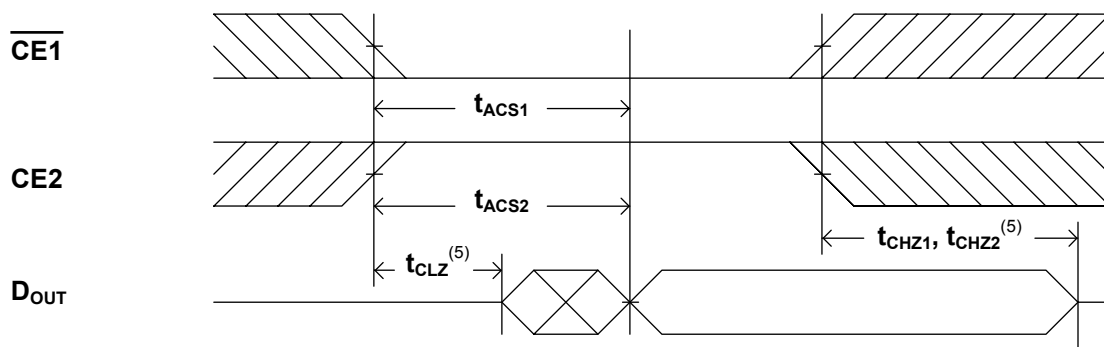 CE1
tACS1
CE2
tACS2
tCHZ1, tCHZ2(5)
tCLZ(5)
DOUT